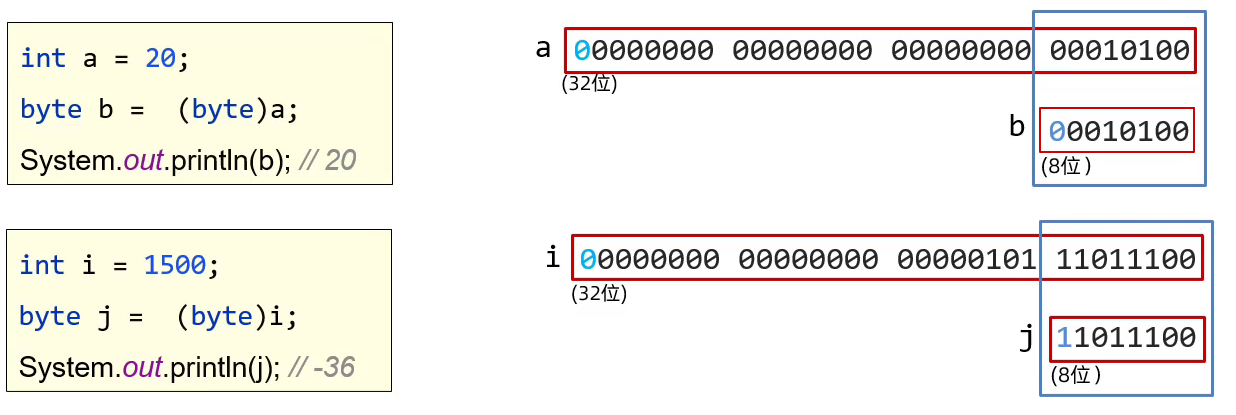 int a = 20;
byte b = (byte)a;
System.out.println(b); // 20
a 00000000 00000000 00000000 00010100
(32位)
b 00010100
(8位)
int i = 1500;
byte j = (byte)i;
System.out.println(j); // -36
i 00000000 00000000 00000101 11011100
(32位)
j 11011100
(8位)